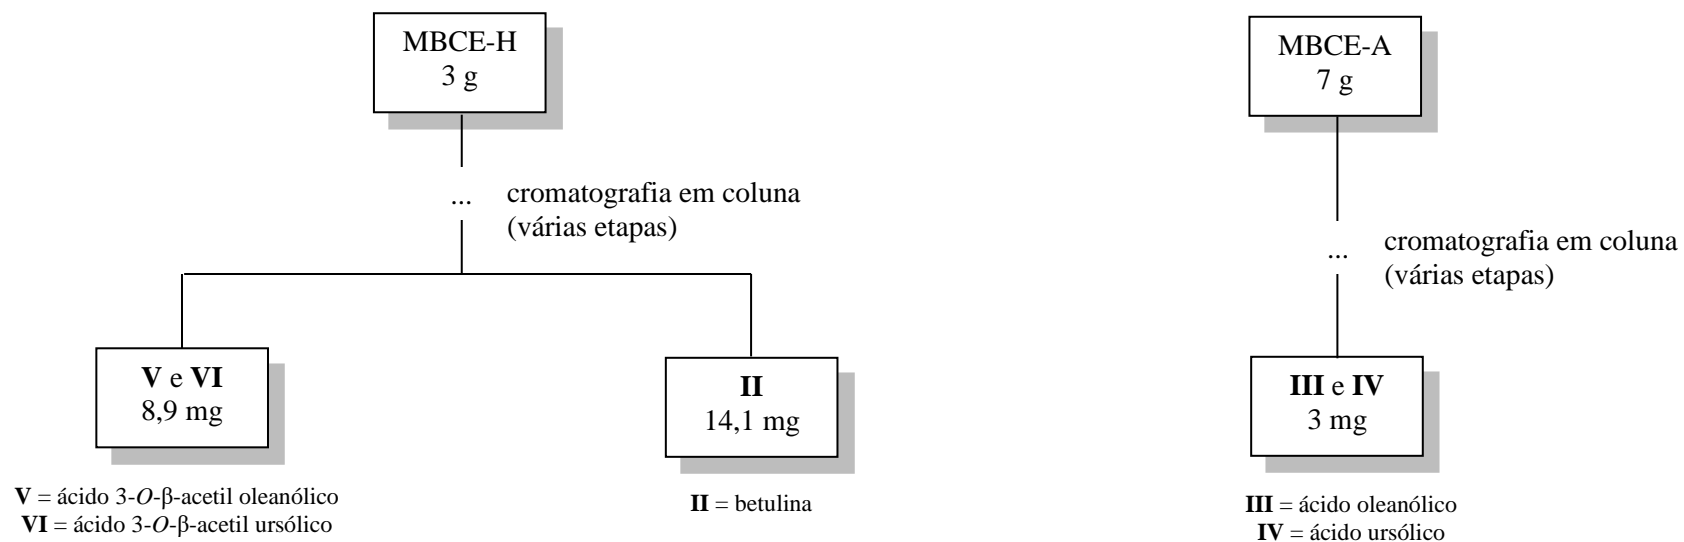 MBCE-H
3 g
...
cromatografia em coluna
(várias etapas)
V e VI
8,9 mg
V = ácido 3-O-β-acetil oleanólico
VI = ácido 3-O-β-acetil ursólico
II
14,1 mg
II = betulina
MBCE-A
7 g
...
cromatografia em coluna
(várias etapas)
III e IV
3 mg
III = ácido oleanólico
IV = ácido ursólico